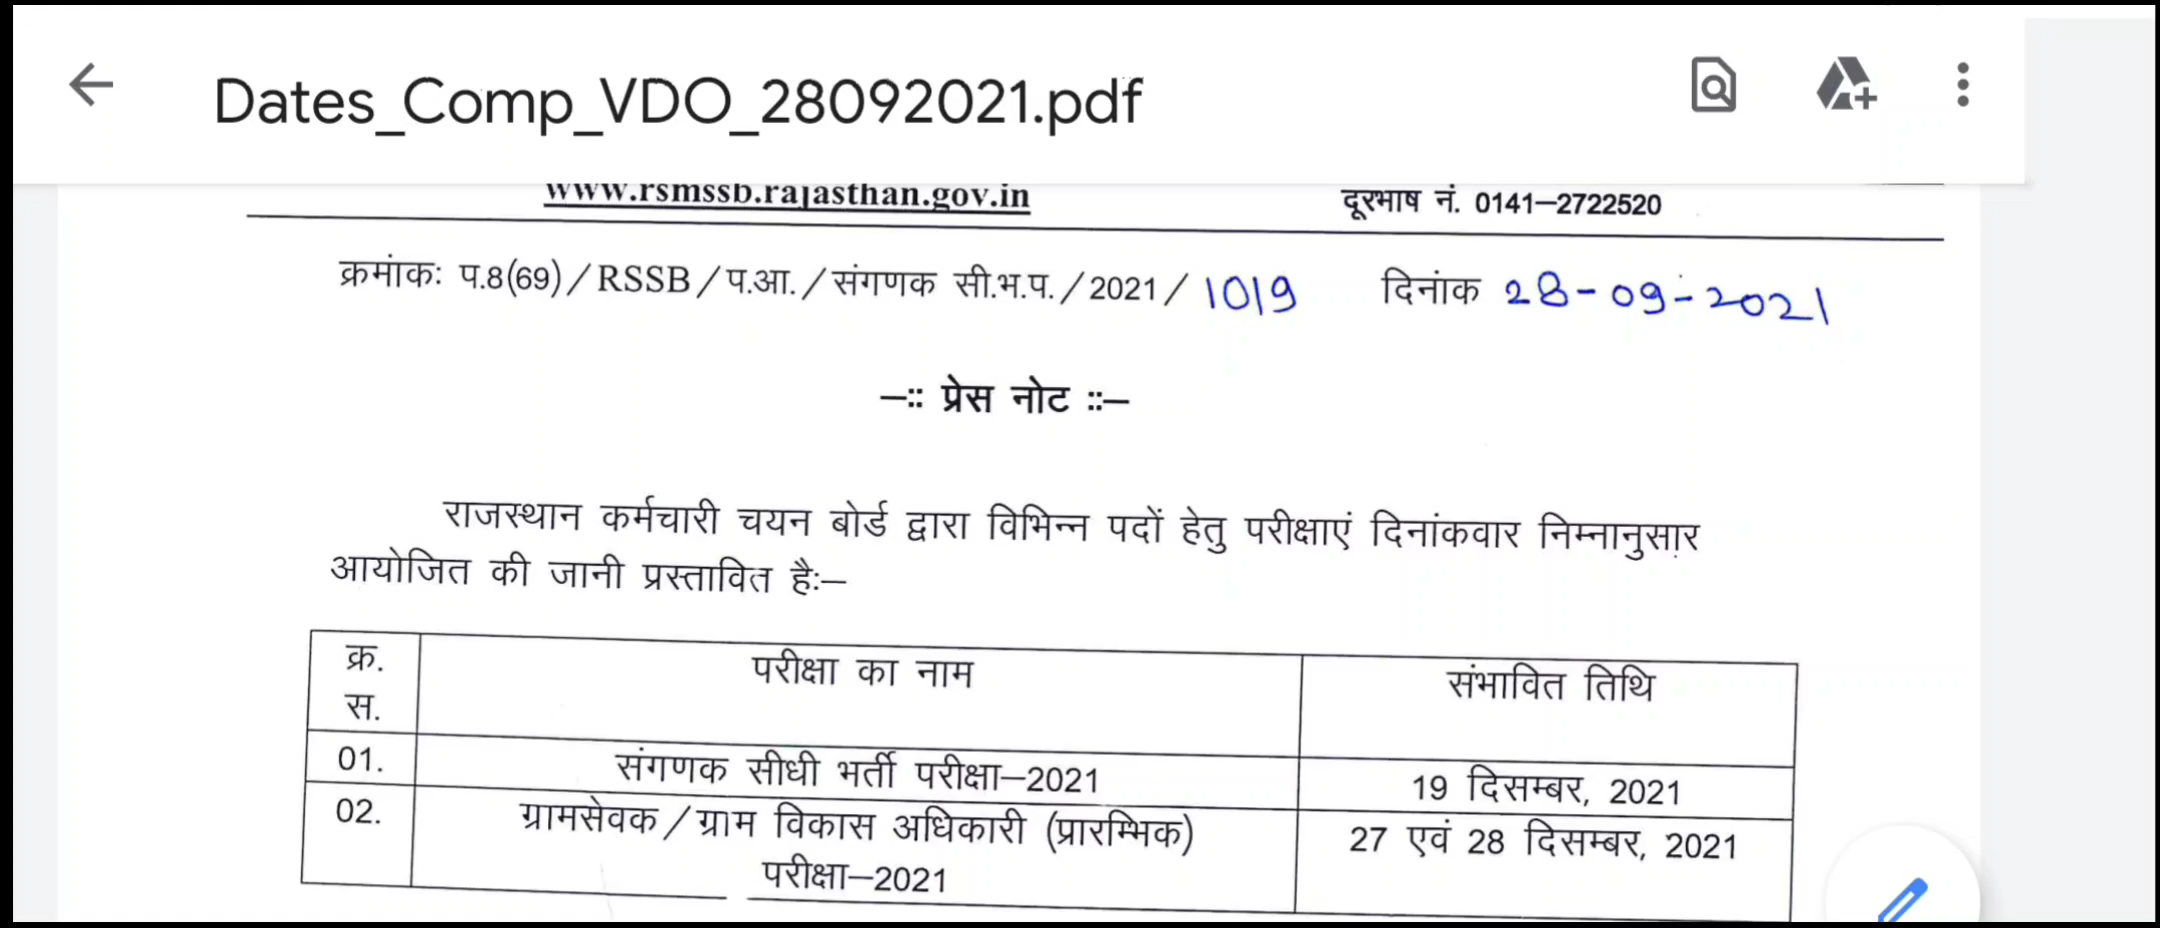 Dates_Comp_VDO_28092021.pdf
www.rsmssb.rajasthan.gov.in दूरभाष नं. 0141–2722520
क्रमांक: प.8(69)/RSSB/प.आ./संगणक सी.भ.प./2021/1019 दिनांक 28-09-2021
–:: प्रेस नोट ::–
राजस्थान कर्मचारी चयन बोर्ड द्वारा विभिन्न पदों हेतु परीक्षाएं दिनांकवार निम्नानुसार
आयोजित की जानी प्रस्तावित है:–
क्र. स. परीक्षा का नाम संभावित तिथि
01. संगणक सीधी भर्ती परीक्षा–2021 19 दिसम्बर, 2021
02. ग्रामसेवक/ग्राम विकास अधिकारी (प्रारम्भिक) 27 एवं 28 दिसम्बर, 2021
परीक्षा–2021